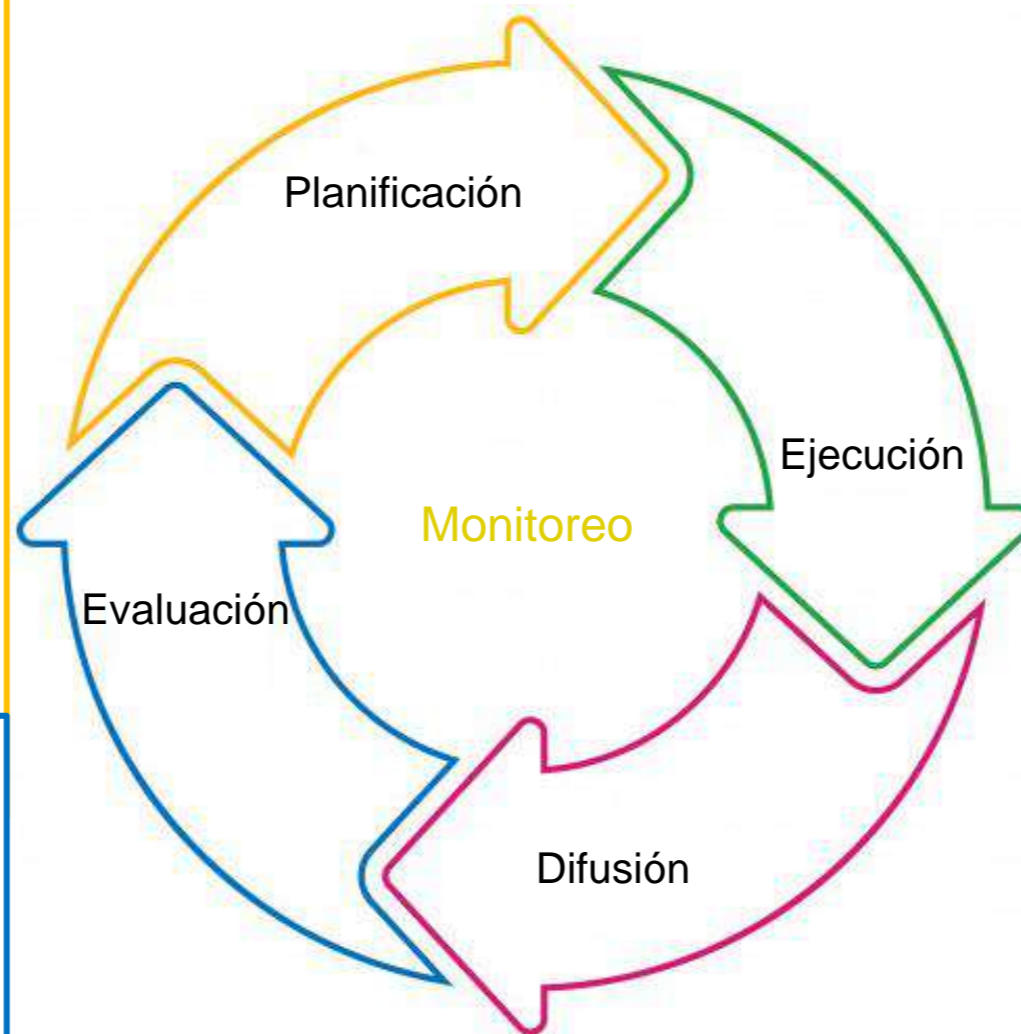 Planificación
Ejecución
Monitoreo
Evaluación
Difusión